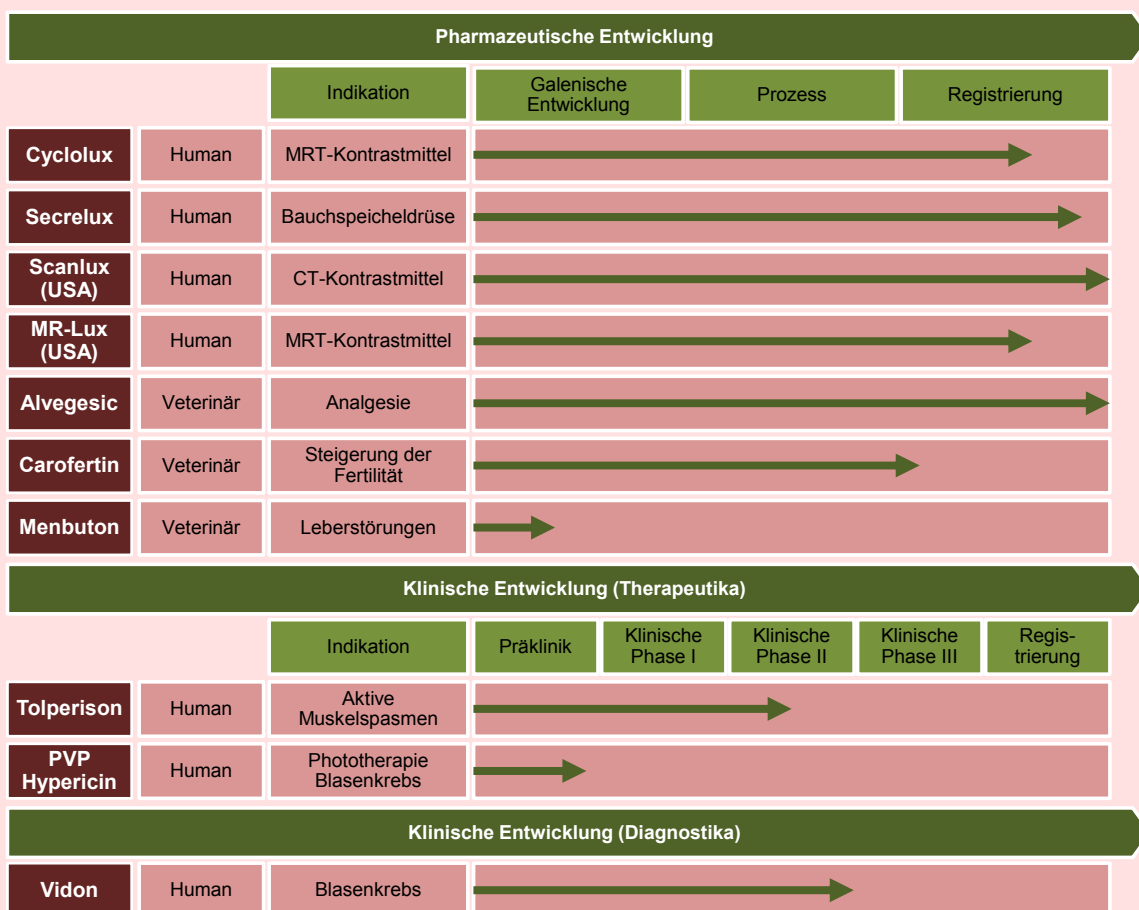 Pharmazeutische Entwicklung
Indikation
Galenische
Entwicklung
Prozess
Registrierung
Cyclolux
Human
MRT-Kontrastmittel
Secrelux
Human
Bauchspeicheldrüse
Scanlux
(USA)
Human
CT-Kontrastmittel
MR-Lux
(USA)
Human
MRT-Kontrastmittel
Alvegesic
Veterinär
Analgesie
Carofertin
Veterinär
Steigerung der
Fertilität
Menbuton
Veterinär
Leberstörungen
Klinische Entwicklung (Therapeutika)
Indikation
Präklinik
Klinische
Phase I
Klinische
Phase II
Klinische
Phase III
Regis-
trierung
Tolperison
Human
Aktive
Muskelspasmen
PVP
Hypericin
Human
Phototherapie
Blasenkrebs
Klinische Entwicklung (Diagnostika)
Vidon
Human
Blasenkrebs